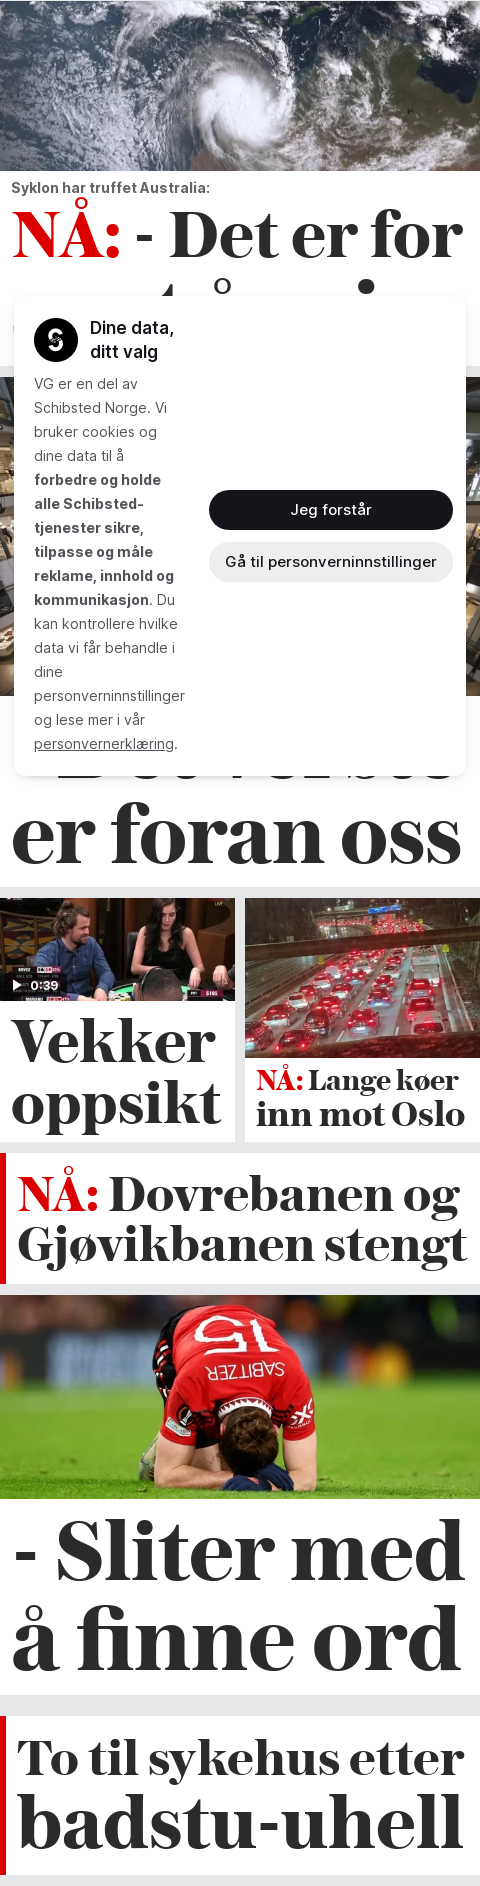 Syklon har truffet Australia:
NÅ: - Det er for
Dine data,
ditt valg
VG er en del av
Schibsted Norge. Vi
bruker cookies og
dine data til å
forbedre og holde
alle Schibsted-
tjenester sikre,
tilpasse og måle
reklame, innhold og
kommunikasjon. Du
kan kontrollere hvilke
data vi får behandle i
dine
personverninnstillinger
og lese mer i vår
personvernerklæring.
Jeg forstår
Gå til personverninnstillinger
er foran oss
0:39
Vekker
oppsikt
NÅ: Lange køer
inn mot Oslo
NÅ: Dovrebanen og
Gjøvikbanen stengt
15
SABITZER
- Sliter med
å finne ord
To til sykehus etter
badstu-uhell